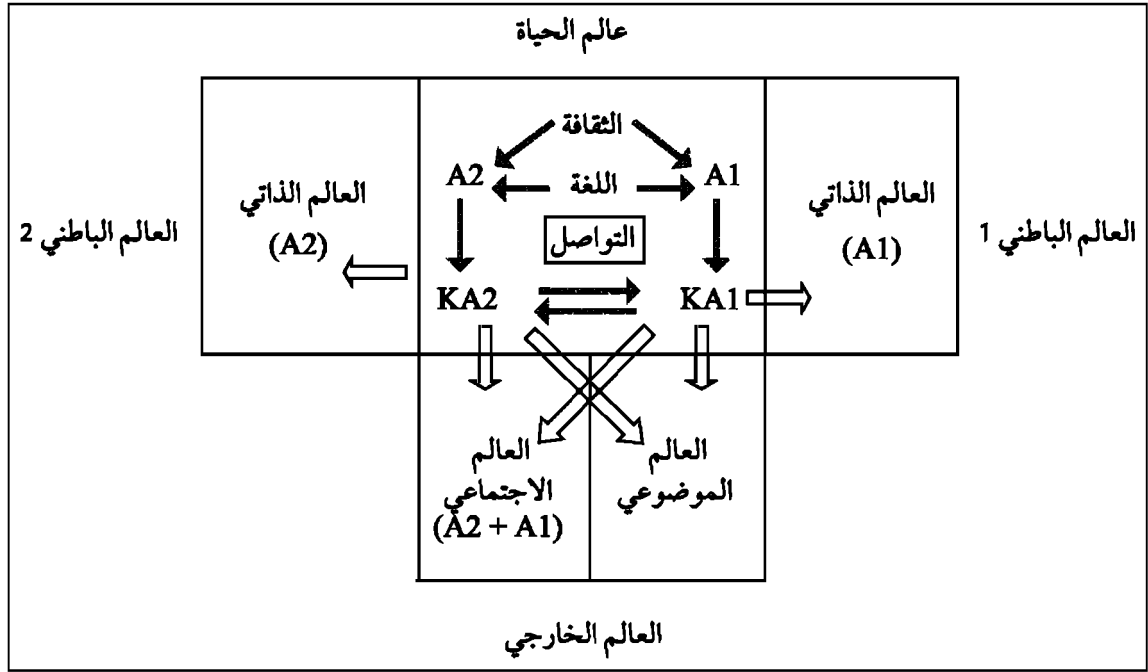 عالم الحياة
الثقافة
A1
اللغة
A2
العالم الذاتي
(A1)
العالم الذاتي
(A2)
العالم الباطني 1
العالم الباطني 2
التواصل
KA1
KA2
العالم
الموضوعي
العالم
الاجتماعي
(A2 + A1)
العالم الخارجي